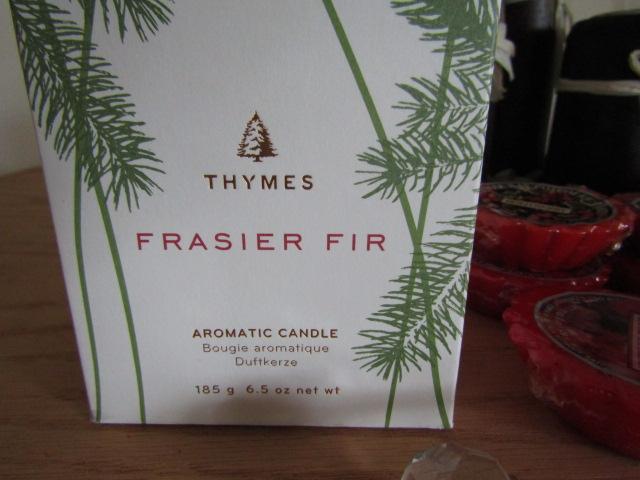 THYMES
FRASIER FIR
AROMATIC CANDLE
Bougie aromatique
Duftkerze
185 g 6.5 oz net wt